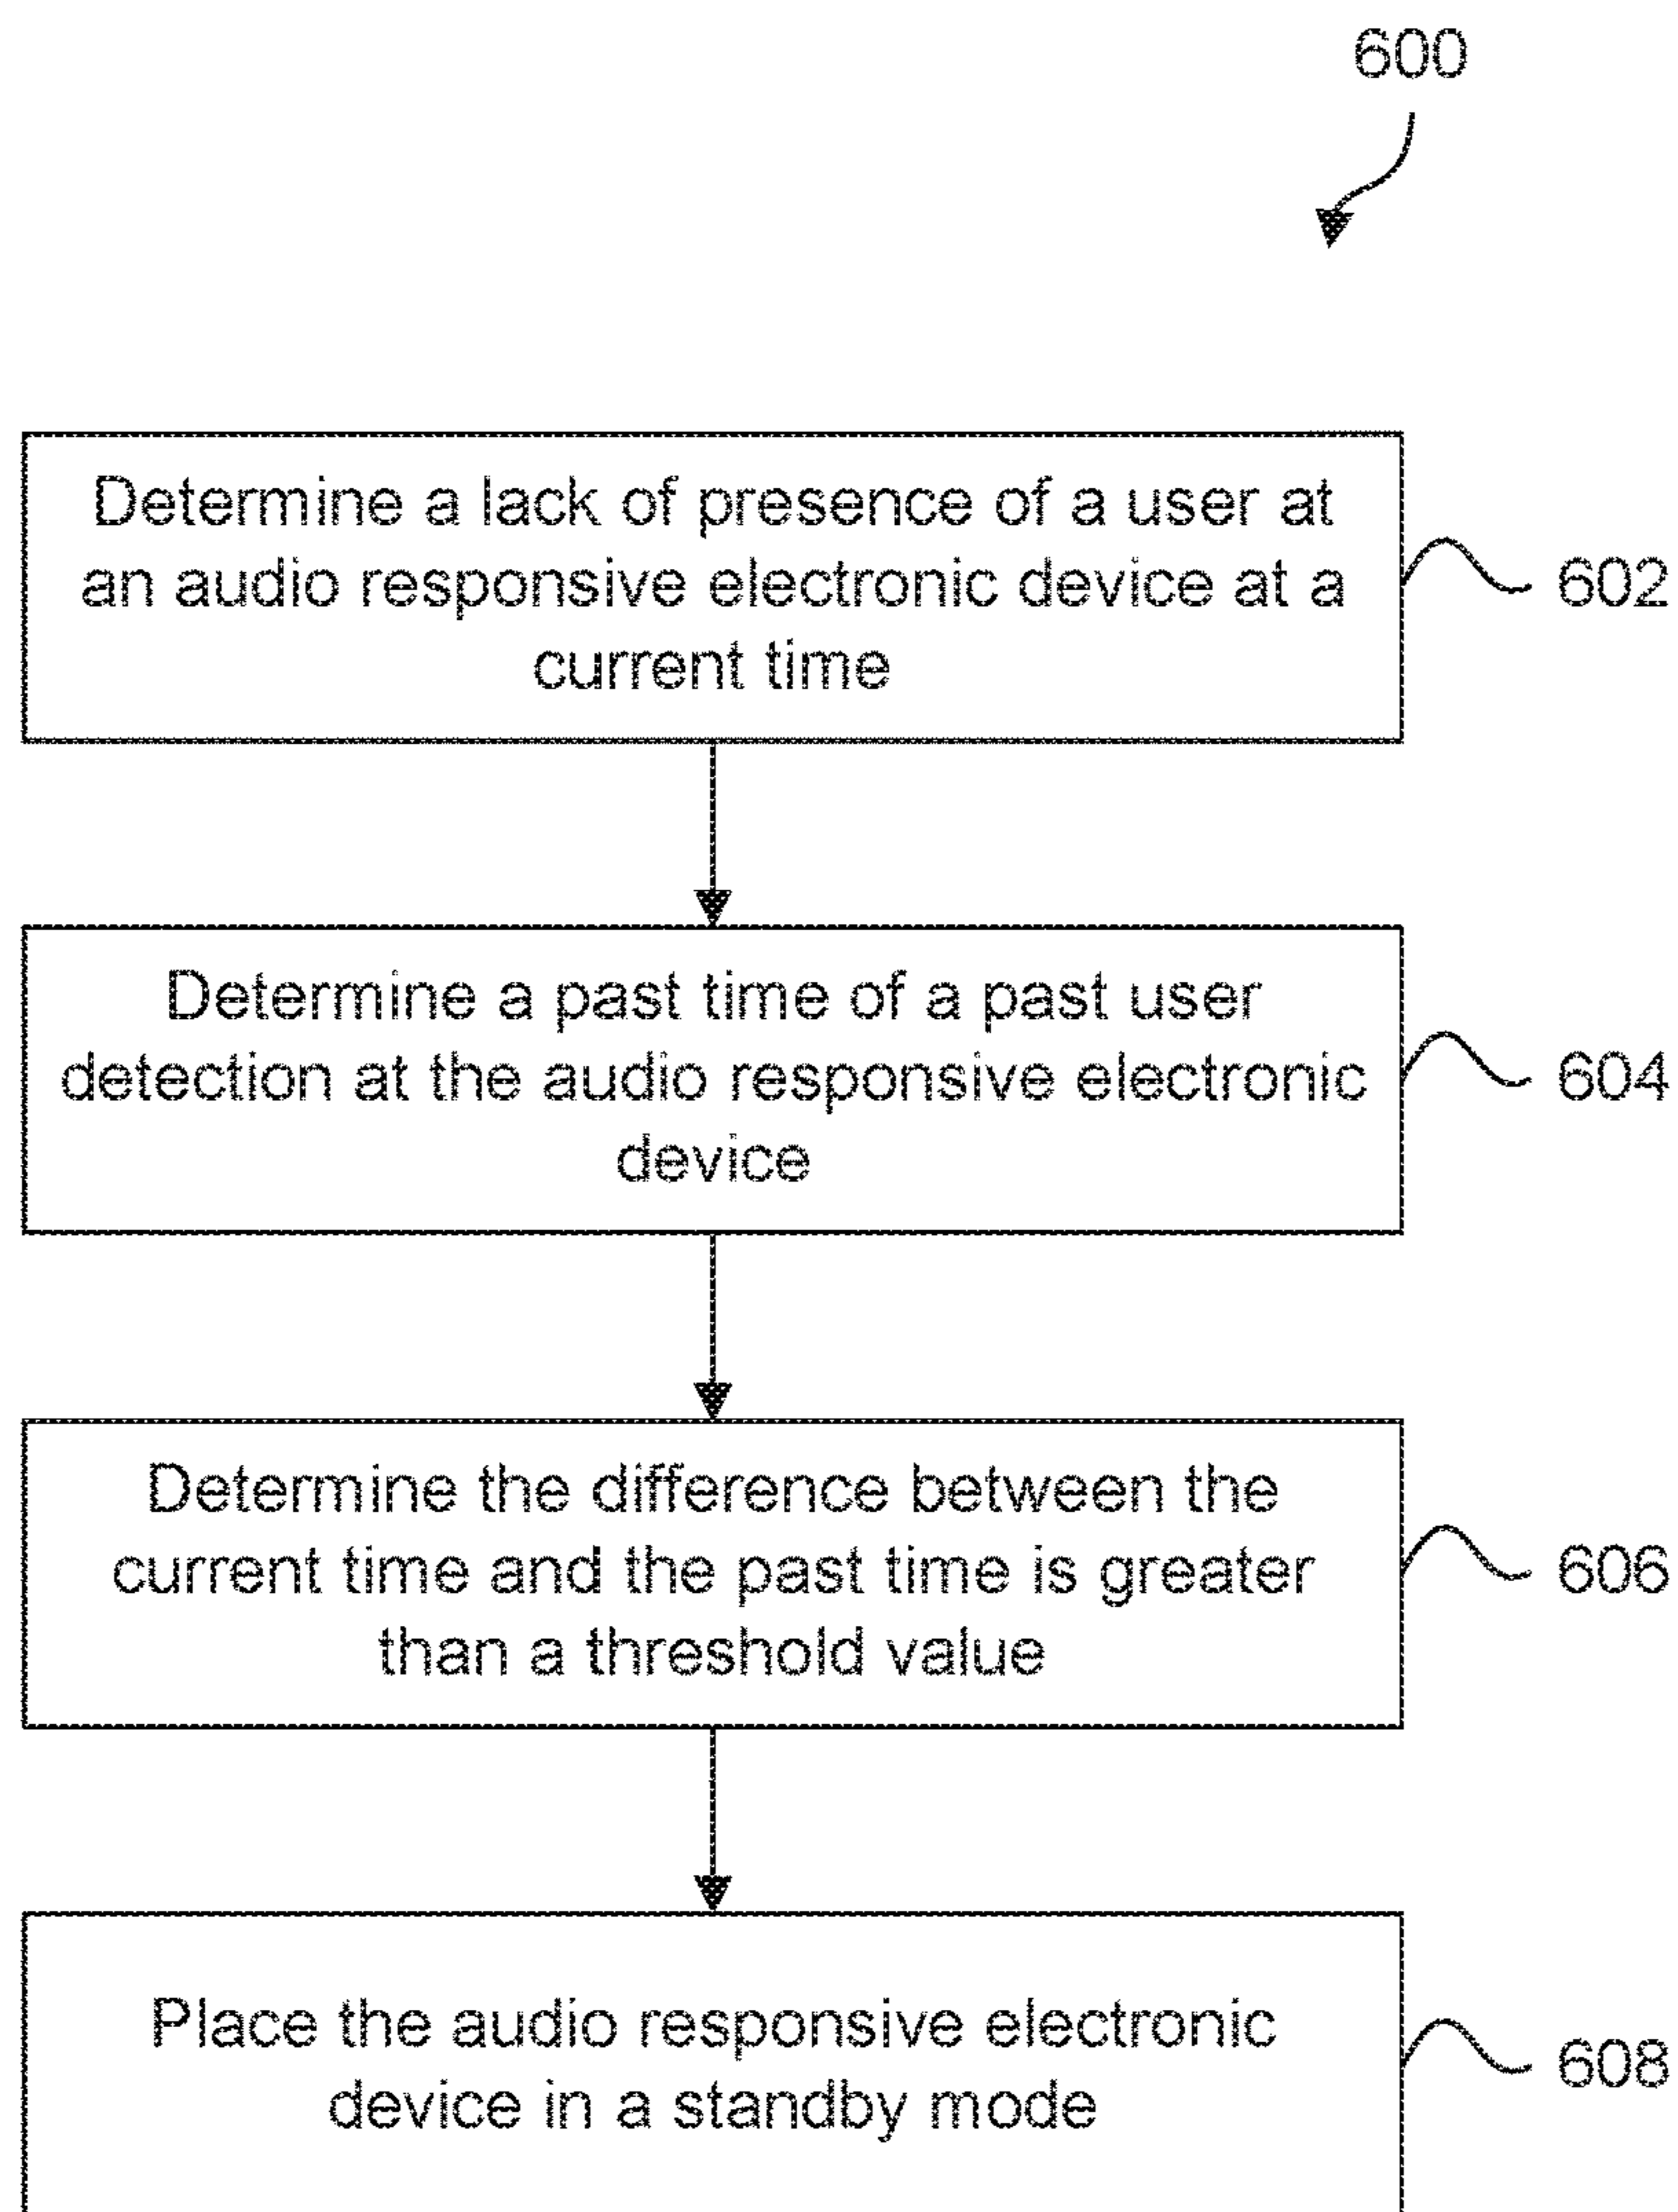 600
Determine a lack of presence of a user at
an audio responsive electronic device at a
current time
602
Determine a past time of a past user
detection at the audio responsive electronic
device
604
Determine the difference between the
current time and the past time is greater
than a threshold value
606
Place the audio responsive electronic
device in a standby mode
608